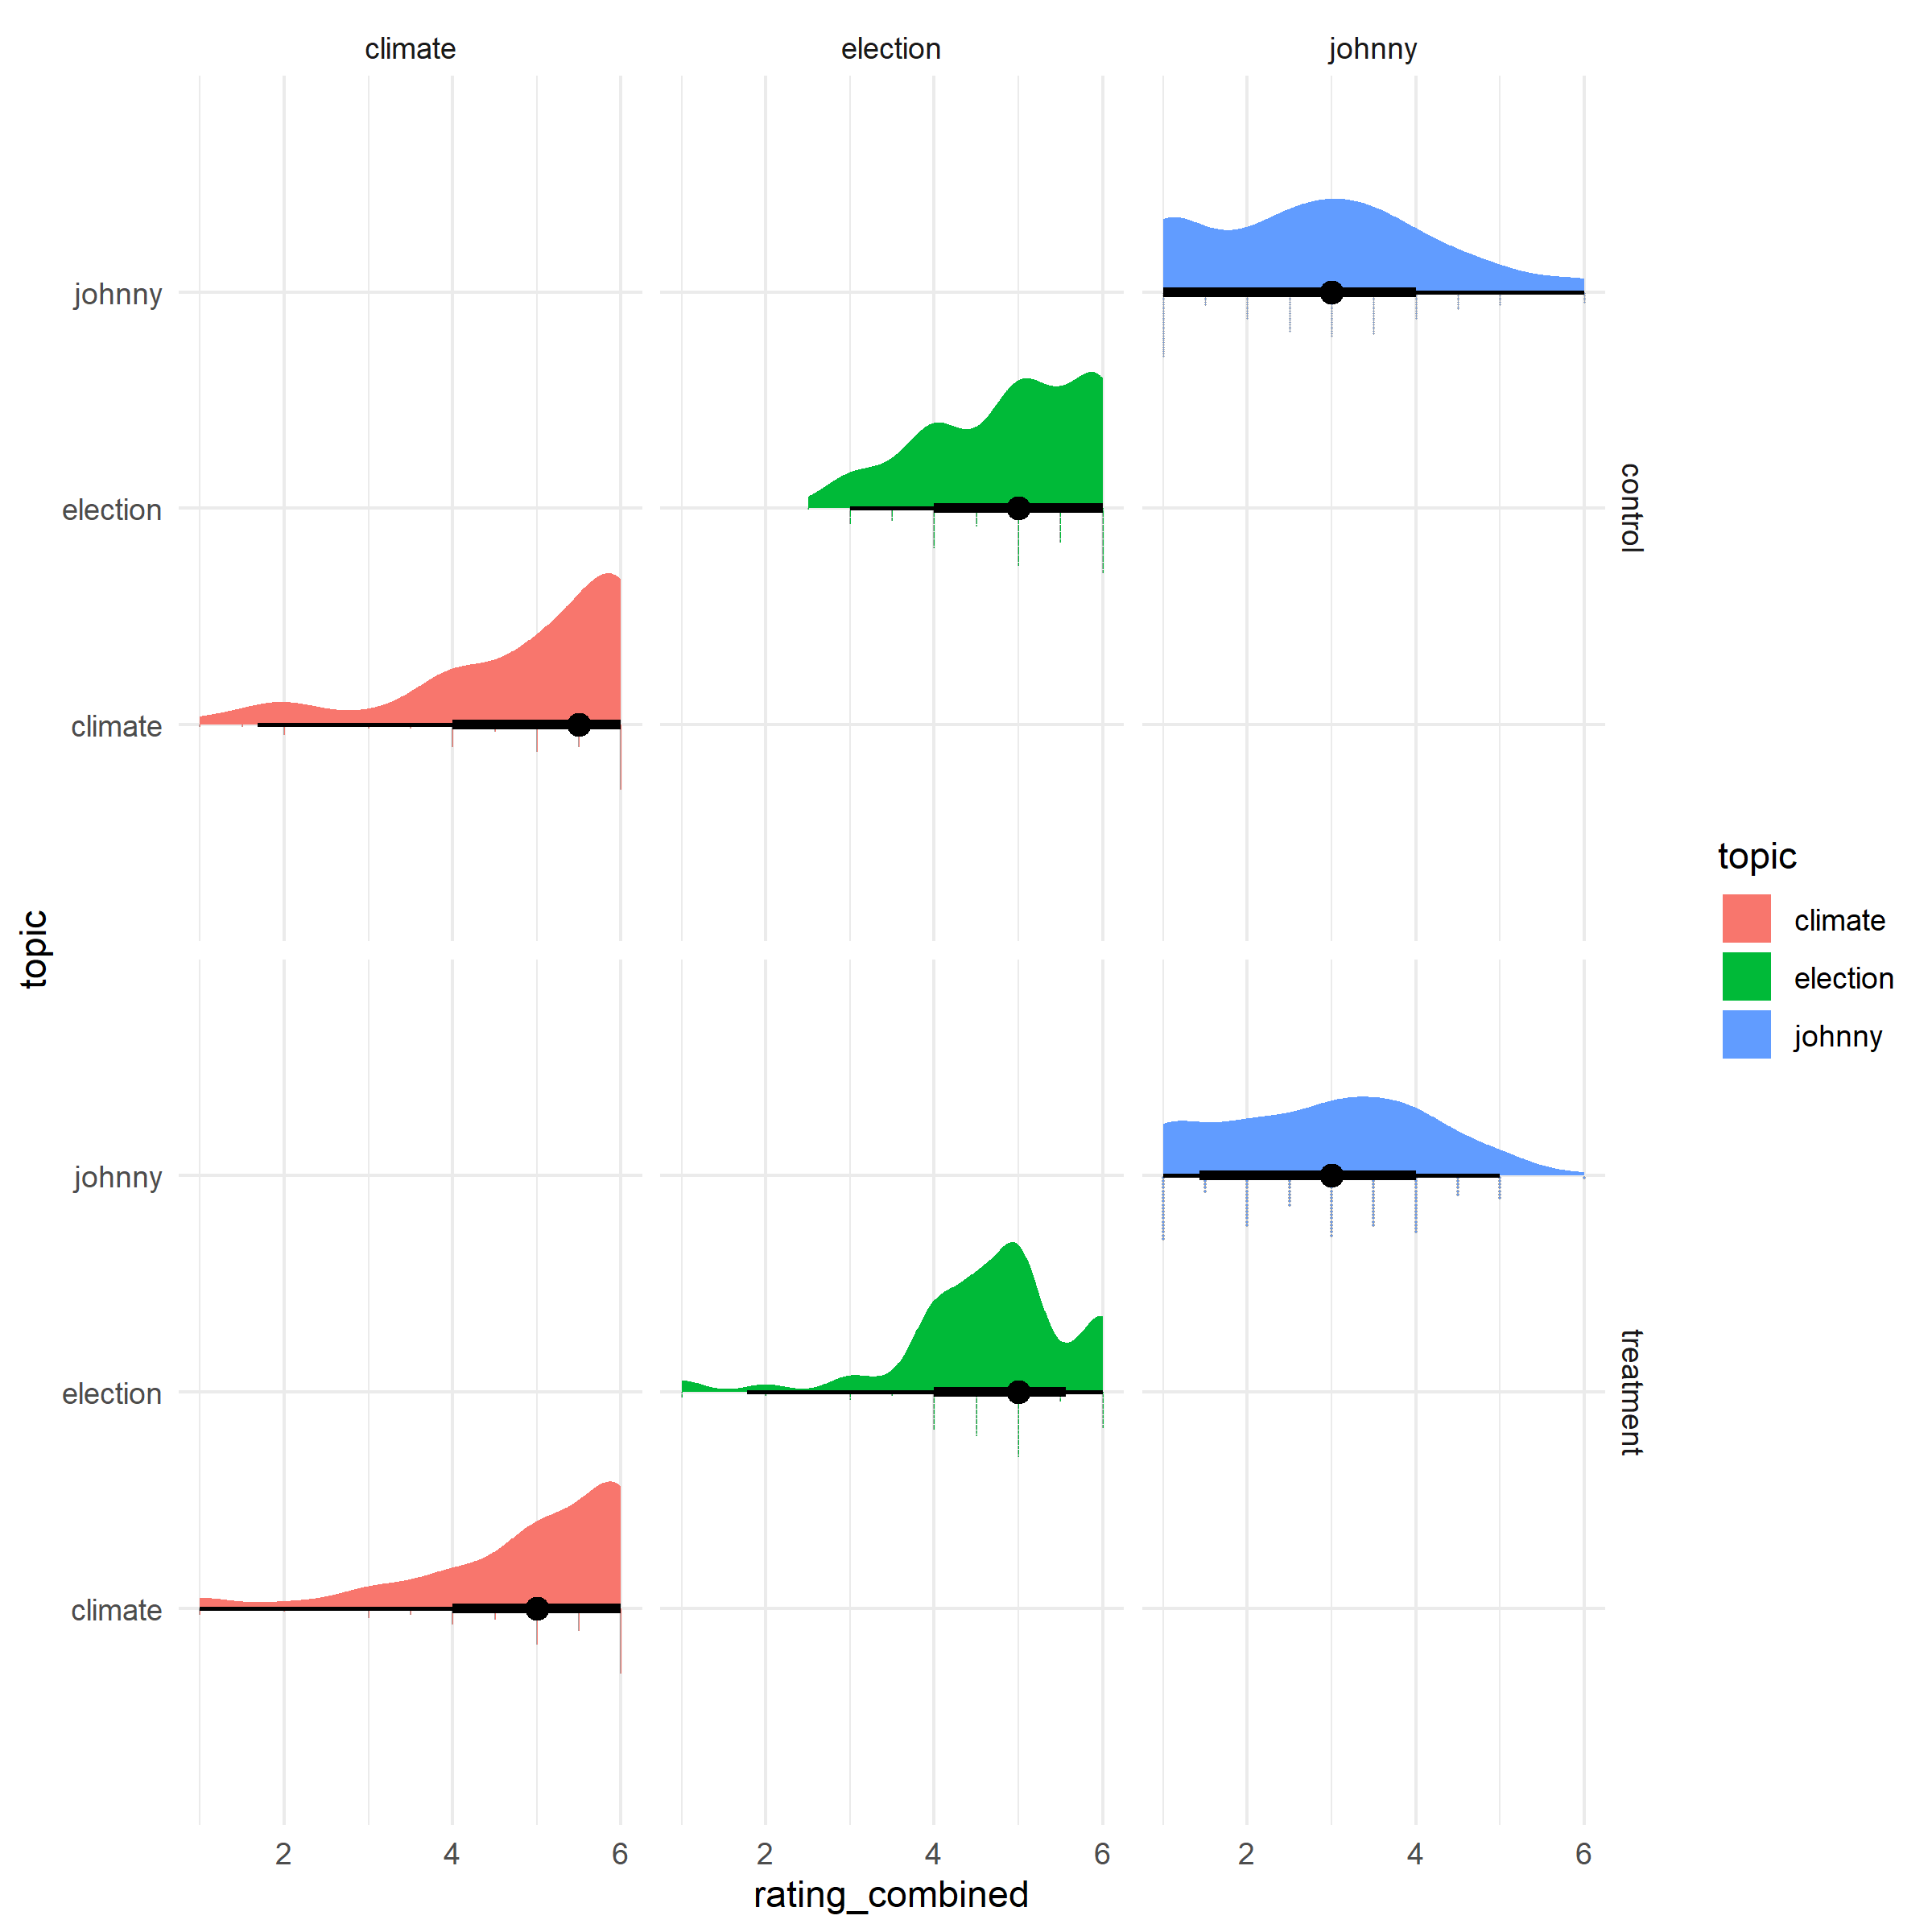 climate
election
johnny
johnny
election
climate
control
topic
johnny
election
climate
treatment
2
4
6
2
4
6
2
4
6
rating_combined
topic
climate
election
johnny